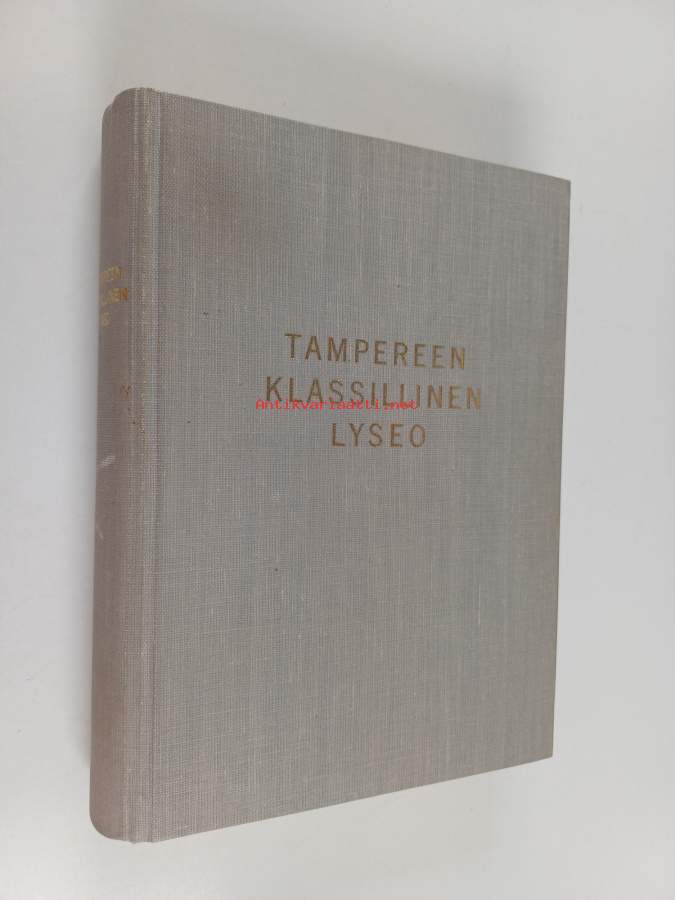 TAMPEREEN
KLASSILLINEN
Antikvariaatti.net
LYSEO